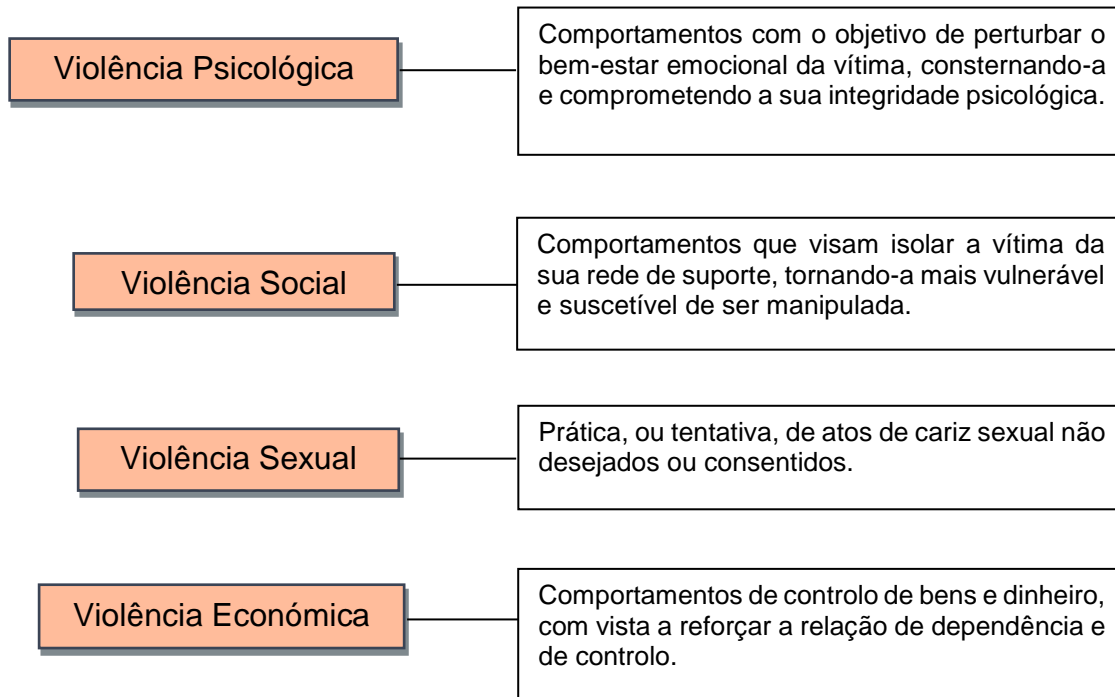 Violência Psicológica
Comportamentos com o objetivo de perturbar o
bem-estar emocional da vítima, consternando-a
e comprometendo a sua integridade psicológica.
Violência Social
Comportamentos que visam isolar a vítima da
sua rede de suporte, tornando-a mais vulnerável
e suscetível de ser manipulada.
Violência Sexual
Prática, ou tentativa, de atos de cariz sexual não
desejados ou consentidos.
Violência Económica
Comportamentos de controlo de bens e dinheiro,
com vista a reforçar a relação de dependência e
de controlo.